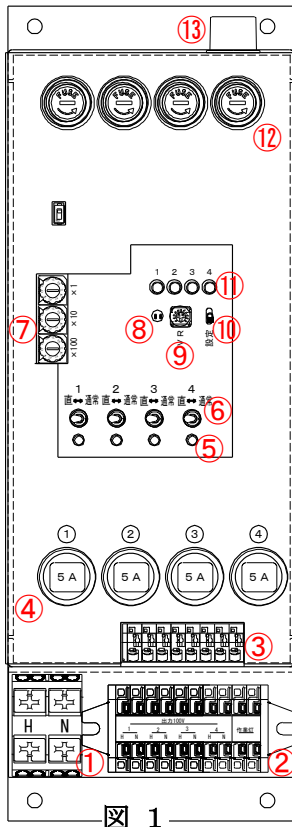 ⑬
FUSE FUSE FUSE FUSE
⑫
×1
×10
×100
⑦
1 2 3 4
⑪
⑧
V R
⑨
設定
⑩
1 2 3 4
直⇔通常 直⇔通常 直⇔通常 直⇔通常
⑥
⑤
① ② ③ ④
5A 5A 5A 5A
④
③
H N
①
出力100V
1 2 3 4
H N H N H N H N
作業灯
②
図 1